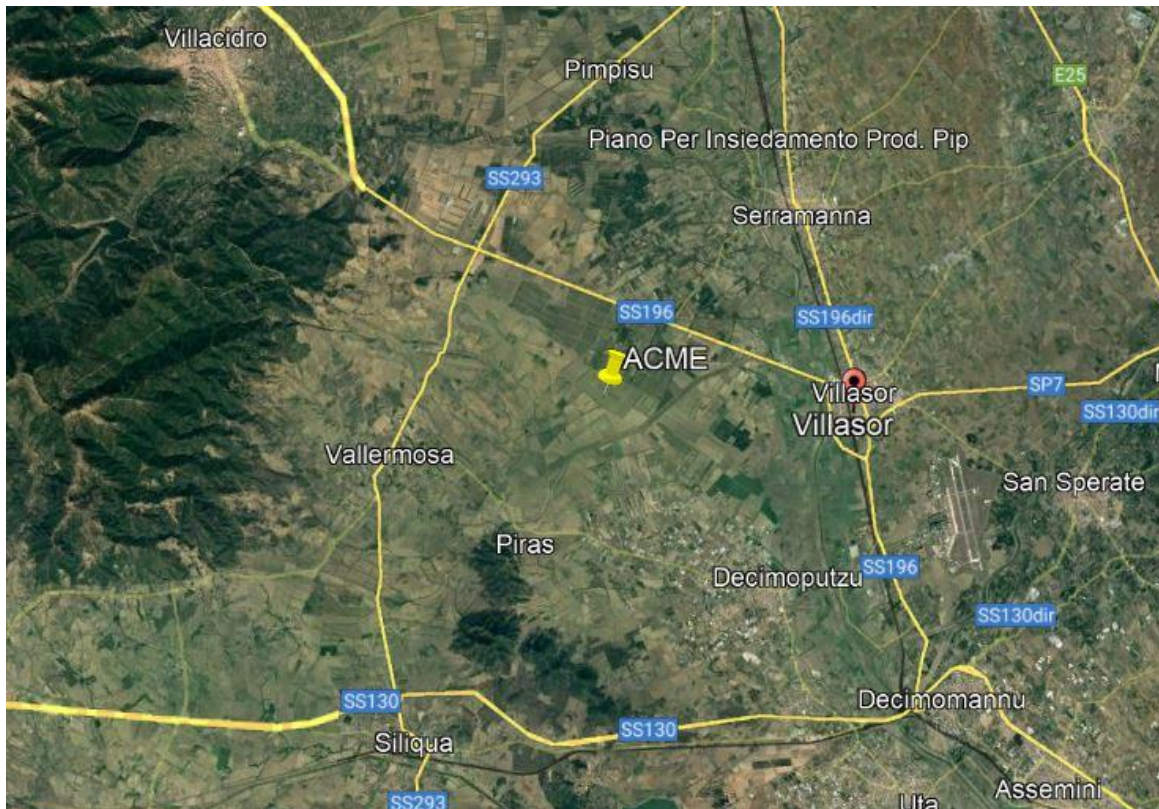 Villacidro
Pimpisu
E25
Piano Per Insiedamento Prod. Pip
SS293
Serramanna
SS196
SS196dir
ACME
Villasor
SP7
Villasor
SS130dir
Vallermosa
San Sperate
Piras
Decimoputzu
SS196
SS130dir
SS130
Decimomannu
SS130
Siliqua
Assemini
SS293
Uta